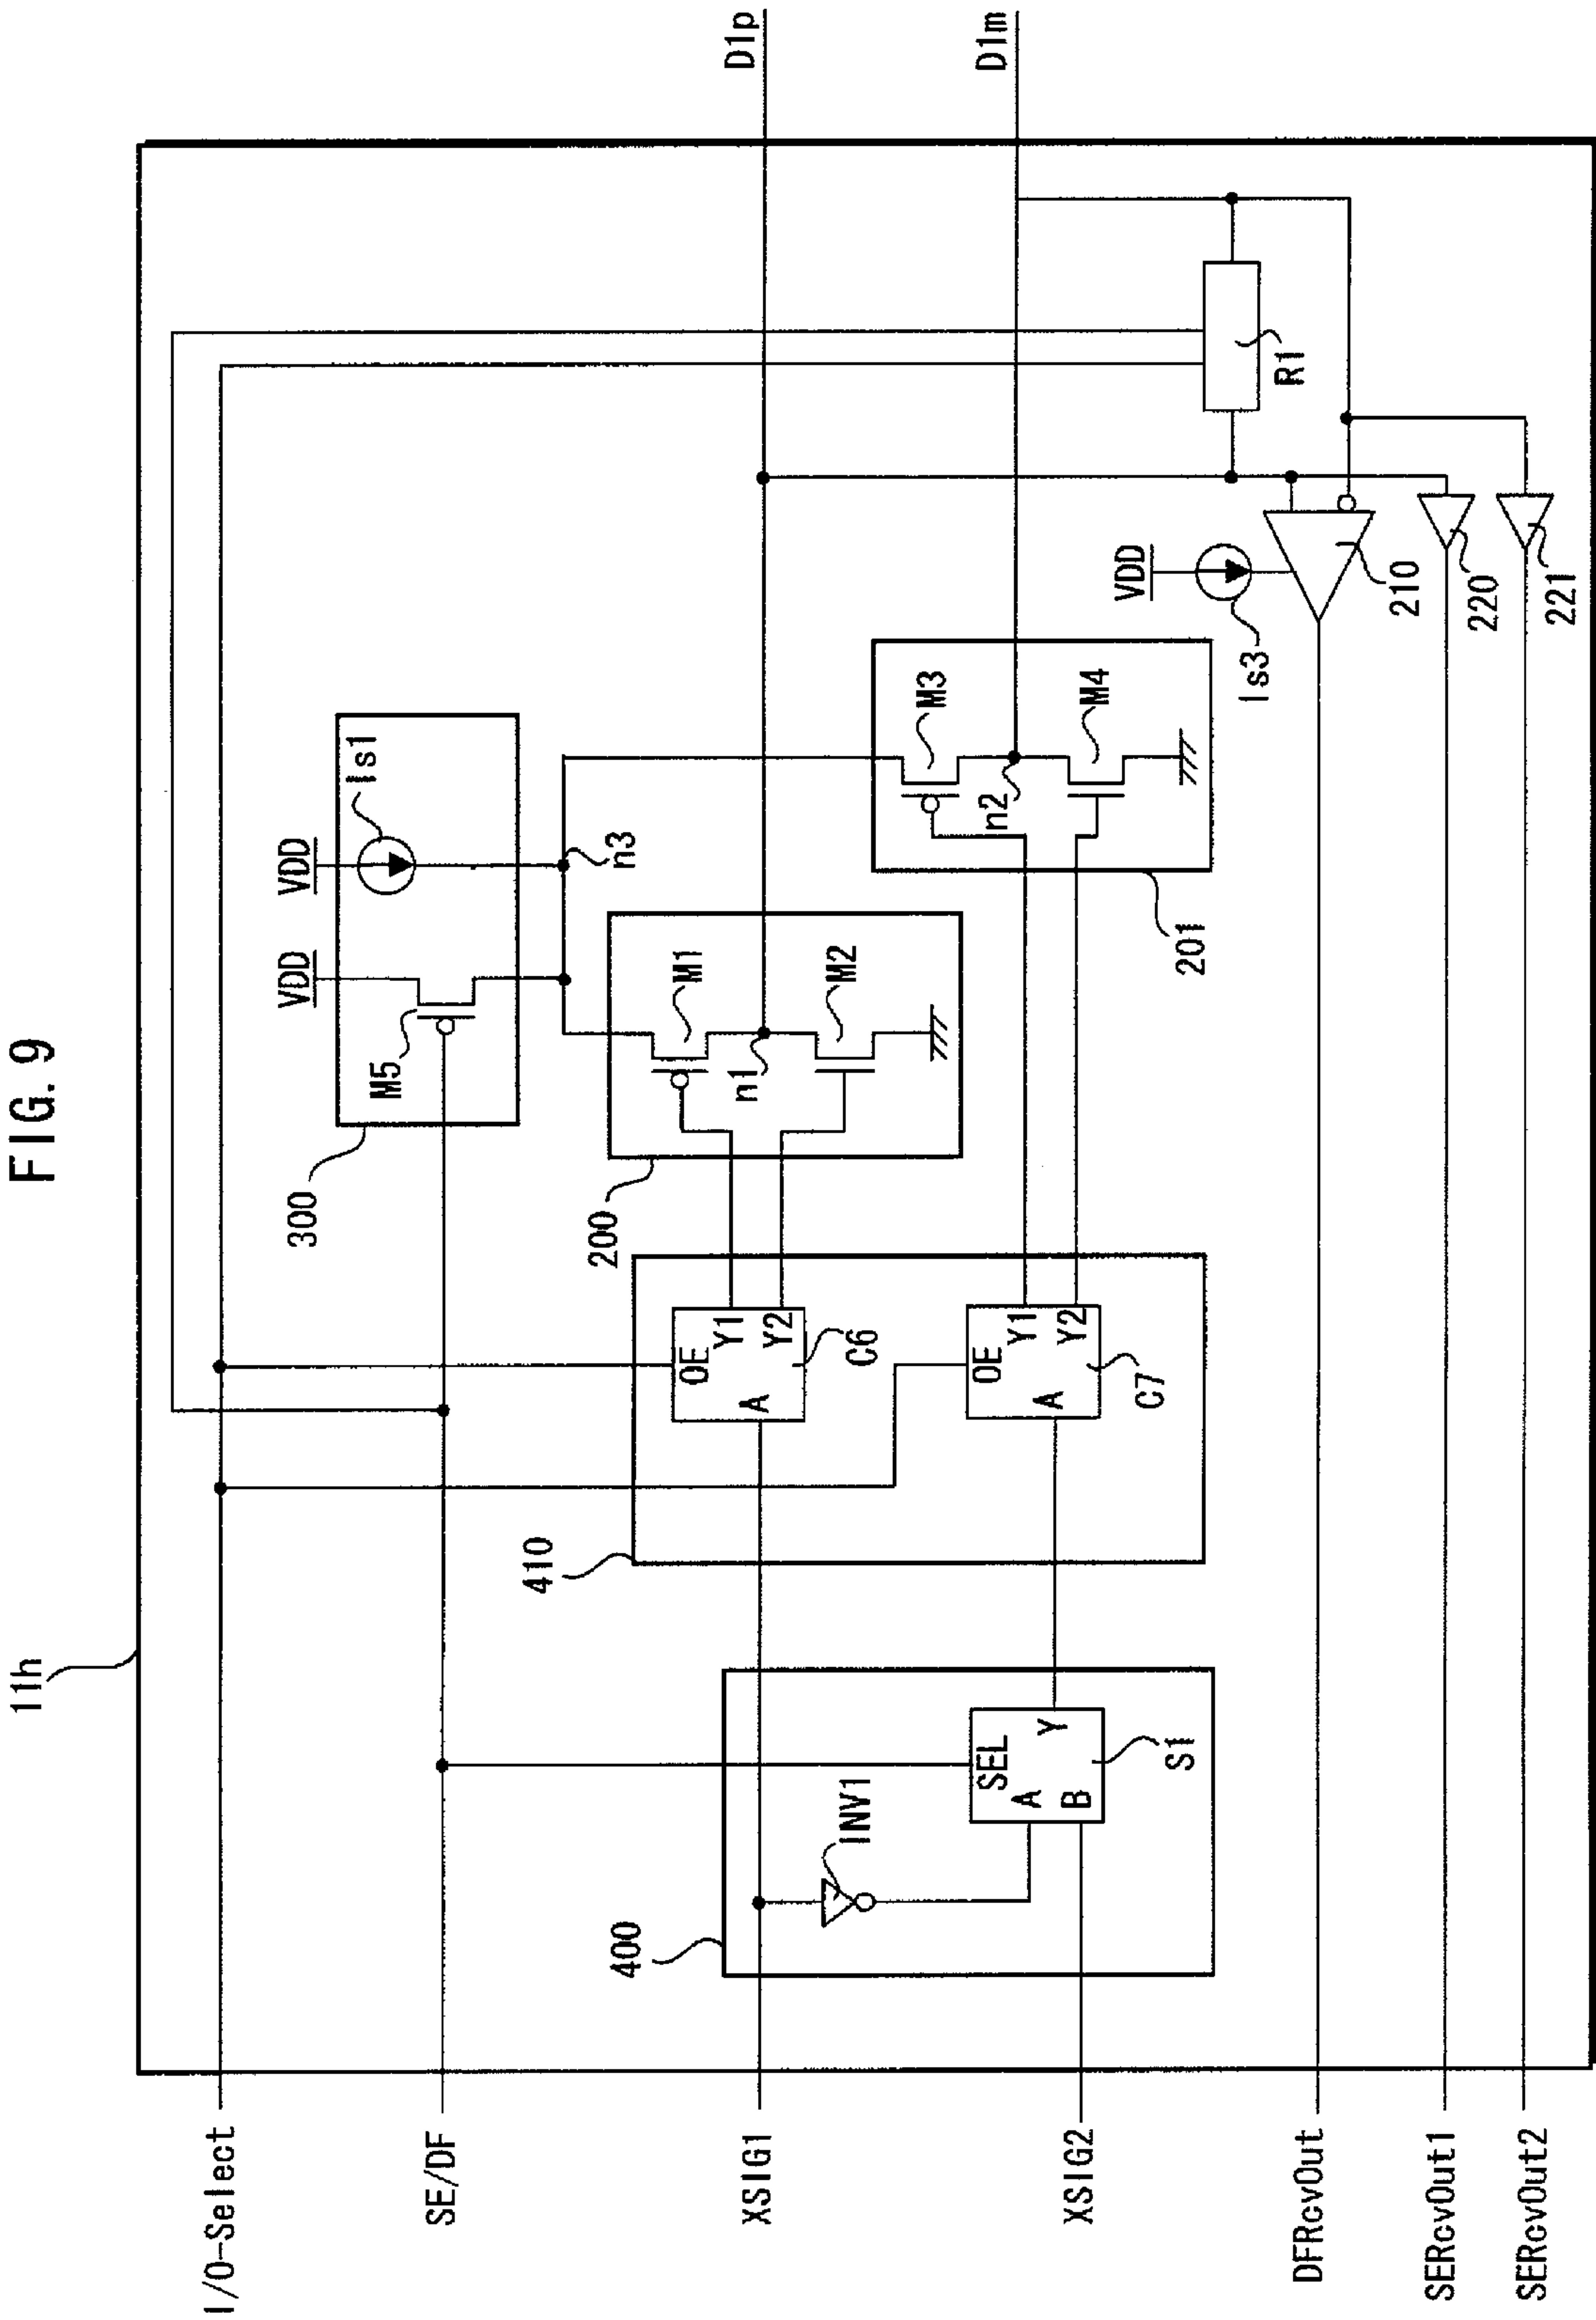 FIG. 9
11h
I/O-Select
SE/DF
XSIG1
XSIG2
DFRcvOut
SERcvOut1
SERcvOut2
400
INV1
SEL
A
B
Y
S1
410
OE
A
Y1
Y2
C6
OE
A
Y1
Y2
C7
300
VDD
VDD
M5
Is1
n3
200
M1
n1
M2
201
M3
n2
M4
VDD
Is3
210
220
221
R1
D1p
D1m